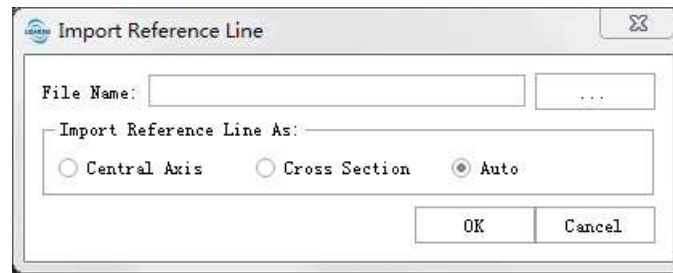 Import Reference Line
File Name:
...
Import Reference Line As:
Central Axis Cross Section Auto
OK Cancel